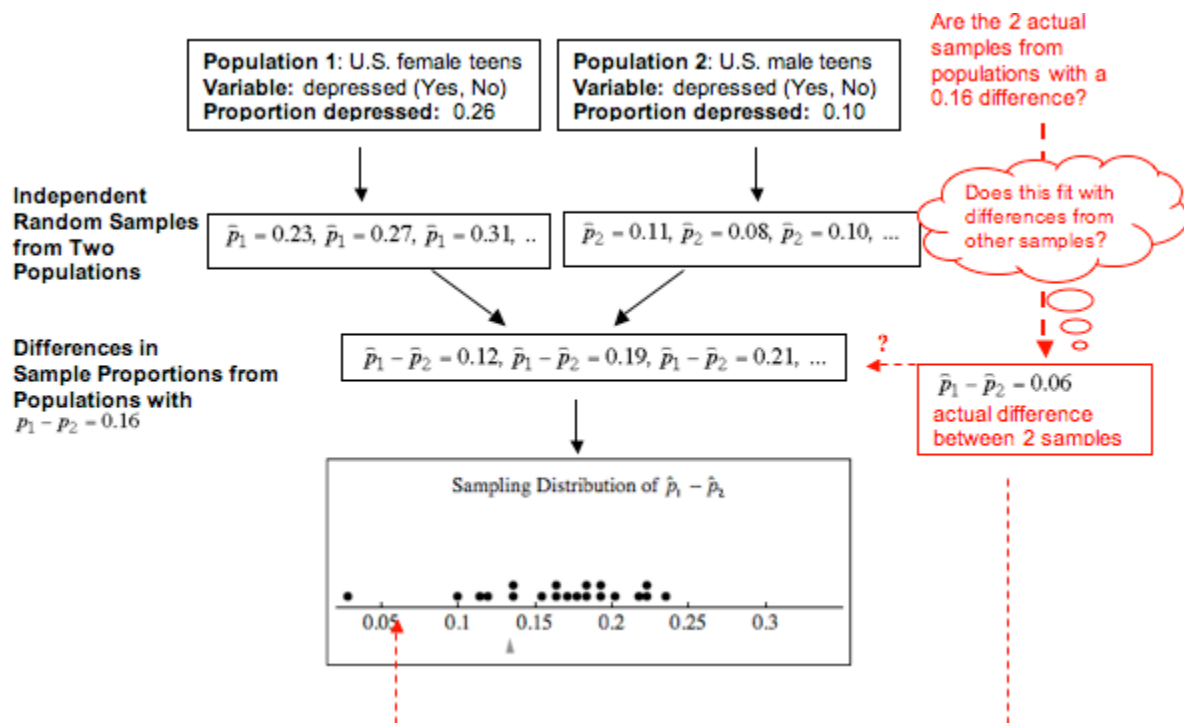 Population 1: U.S. female teens
Variable: depressed (Yes, No)
Proportion depressed: 0.26
Population 2: U.S. male teens
Variable: depressed (Yes, No)
Proportion depressed: 0.10
Are the 2 actual
samples from
populations with a
0.16 difference?
Independent
Random Samples
from Two
Populations
p̂₁ = 0.23, p̂₁ = 0.27, p̂₁ = 0.31, ..
p̂₂ = 0.11, p̂₂ = 0.08, p̂₂ = 0.10, ...
Does this fit with
differences from
other samples?
Differences in
Sample Proportions from
Populations with
p₁ − p₂ = 0.16
p̂₁ − p̂₂ = 0.12, p̂₁ − p̂₂ = 0.19, p̂₁ − p̂₂ = 0.21, ...
?
p̂₁ − p̂₂ = 0.06
actual difference
between 2 samples
Sampling Distribution of p̂₁ − p̂₂
0.05 0.1 0.15 0.2 0.25 0.3